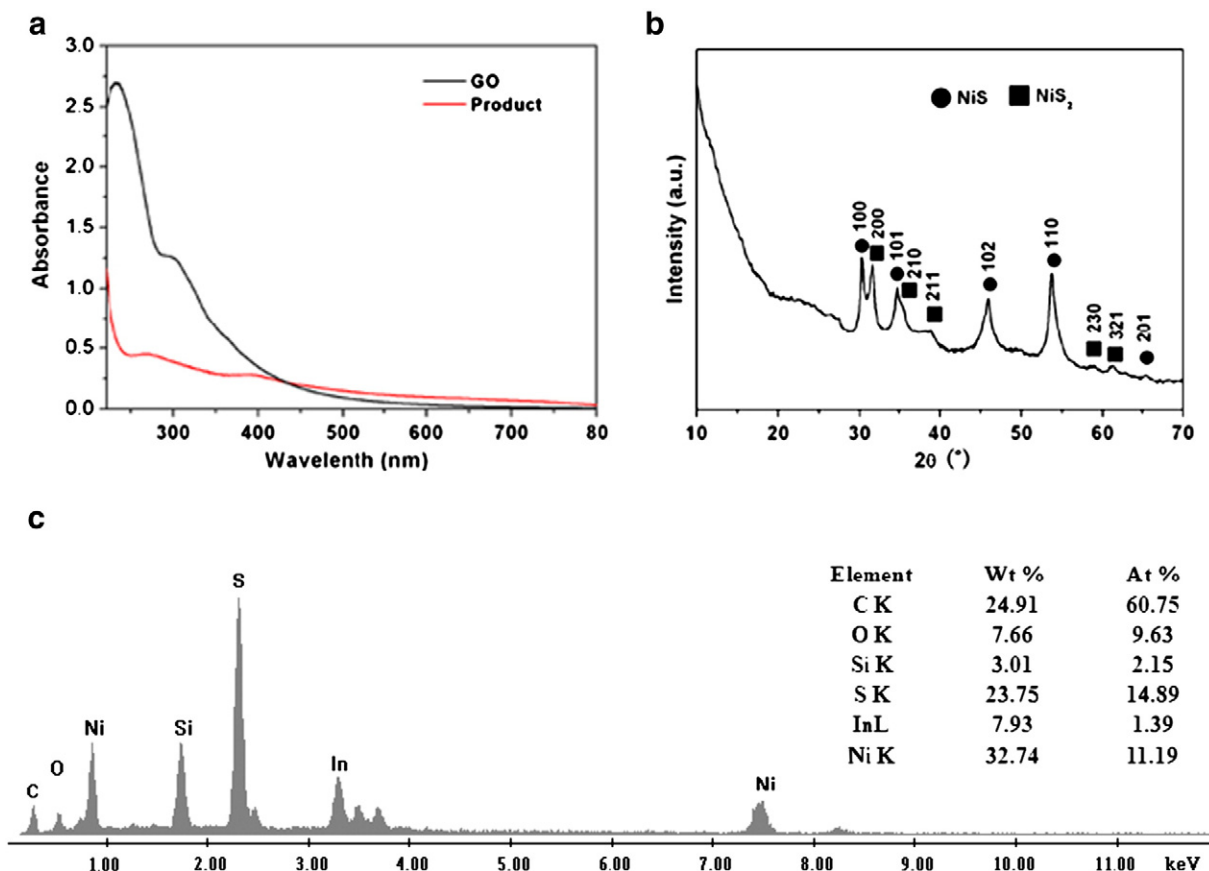 a
3.0
2.5
2.0
1.5
1.0
0.5
0.0
300 400 500 600 700 80
Absorbance
Wavelenth (nm)
GO
Product
b
NiS NiS₂
Intensity (a.u.)
100
200
101
210
211
102
110
230
321
201
10 20 30 40 50 60 70
2θ (°)
c
C
O
Ni
Si
S
In
Ni
1.00 2.00 3.00 4.00 5.00 6.00 7.00 8.00 9.00 10.00 11.00 keV
Element Wt % At %
C K 24.91 60.75
O K 7.66 9.63
Si K 3.01 2.15
S K 23.75 14.89
InL 7.93 1.39
Ni K 32.74 11.19